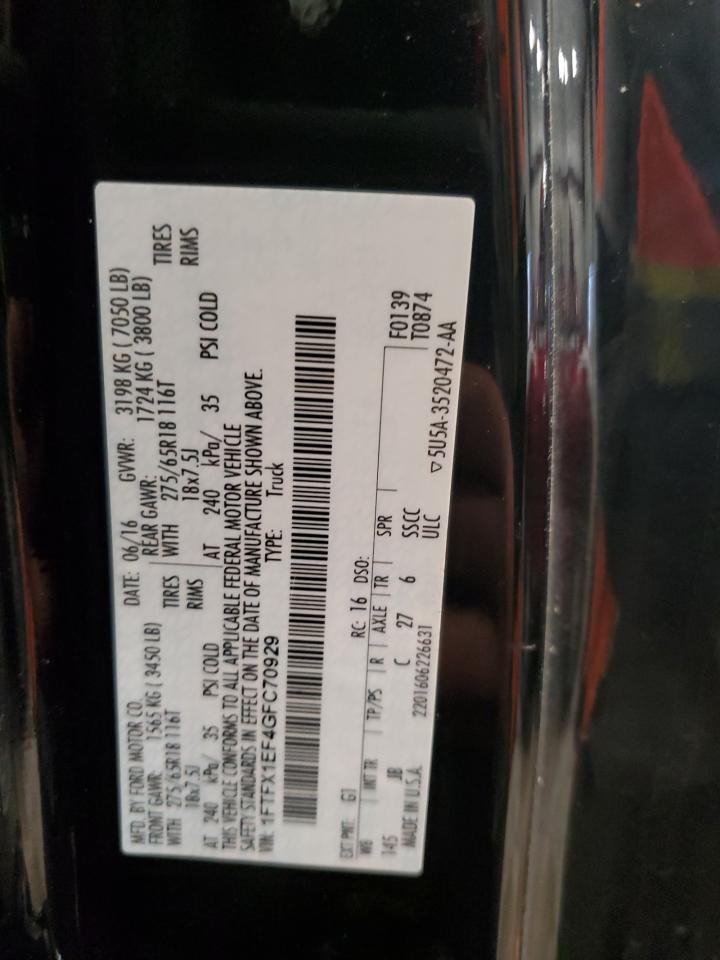 MFD. BY FORD MOTOR CO. DATE: 06/16 GVWR: 3198 KG ( 7050 LB)
FRONT GAWR: 1565 KG ( 3450 LB) REAR GAWR: 1724 KG ( 3800 LB)
WITH 275/65R18 116T TIRES WITH 275/65R18 116T TIRES
18x7.5J RIMS 18x7.5J RIMS
AT 240 kPa/ 35 PSI COLD AT 240 kPa/ 35 PSI COLD
THIS VEHICLE CONFORMS TO ALL APPLICABLE FEDERAL MOTOR VEHICLE
SAFETY STANDARDS IN EFFECT ON THE DATE OF MANUFACTURE SHOWN ABOVE.
VIN: 1FTFX1EF4GFC70929 TYPE: Truck
EXT PNT: G1 RC: 16 DSO:
WB INT TR TP/PS R AXLE TR SPR F0139
145 JB C 27 6 SSCC T0874
MADE IN U.S.A. 2201606226631 ULC ▽5U5A-3520472-AA